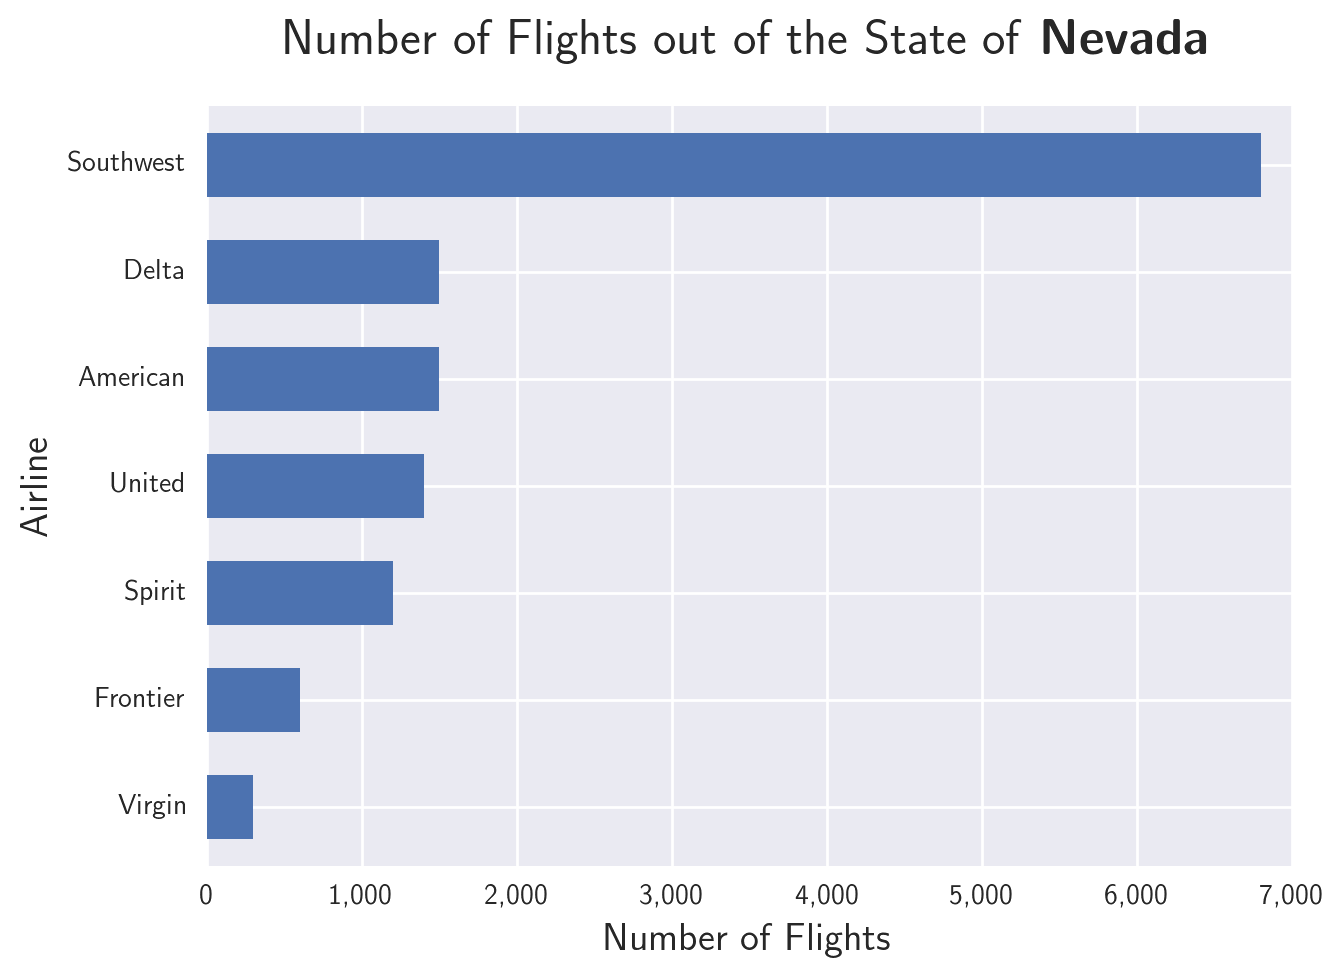 Number of Flights out of the State of Nevada
Southwest
Delta
American
United
Spirit
Frontier
Virgin
Airline
0 1,000 2,000 3,000 4,000 5,000 6,000 7,000
Number of Flights